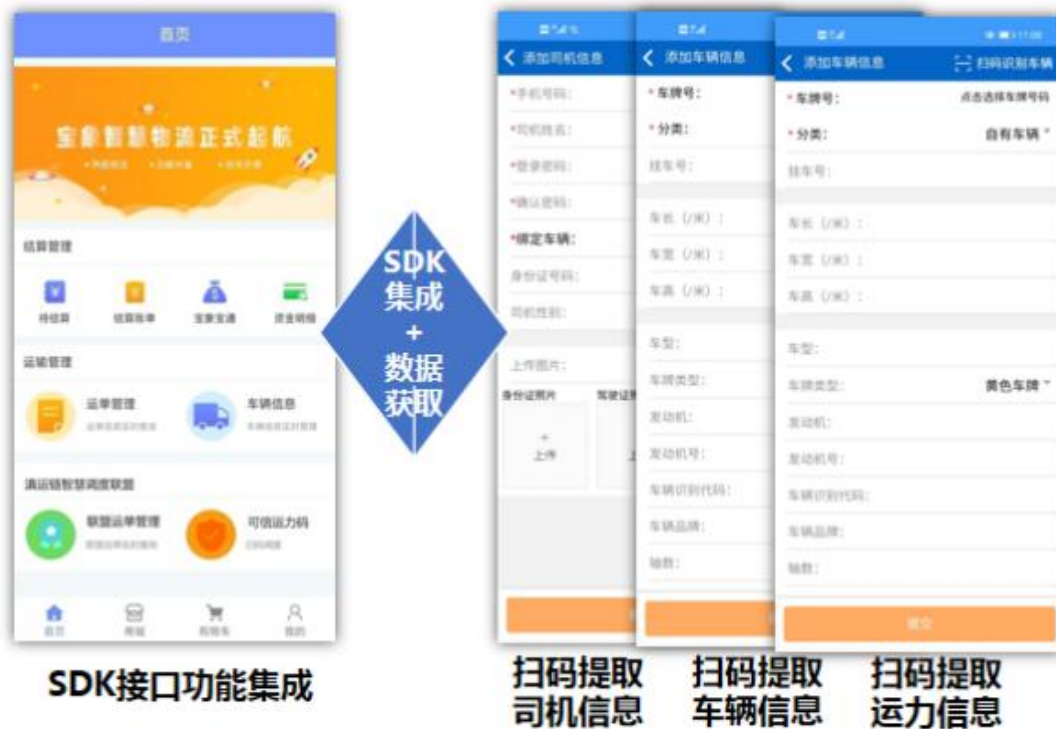 首页
宝象智慧物流正式起航
结算管理
待结算
结算账单
宝象宝通
资金明细
运输管理
运单管理
车辆信息
滇运链智慧调度联盟
联盟运单管理
可信运力码
首页
商城
购物车
我的
SDK接口功能集成
SDK
集成
+
数据
获取
添加司机信息
*手机号码:
*司机姓名:
*登录密码:
*确认密码:
*绑定车辆:
身份证号码:
司机性别:
上传图片:
身份证照片
+
上传
扫码提取
司机信息
添加车辆信息
*车牌号:
*分类:
挂车号:
车长（/米）:
车宽（/米）:
车高（/米）:
车型:
车牌类型:
发动机:
发动机号:
车辆识别代码:
车辆品牌:
轴数:
扫码提取
车辆信息
添加车辆信息
扫码识别车辆
*车牌号:
点击选择车牌号码
*分类:
自有车辆
挂车号:
车长（/米）:
车宽（/米）:
车高（/米）:
车型:
车牌类型:
黄色车牌
发动机:
发动机号:
车辆识别代码:
车辆品牌:
轴数:
提交
扫码提取
运力信息